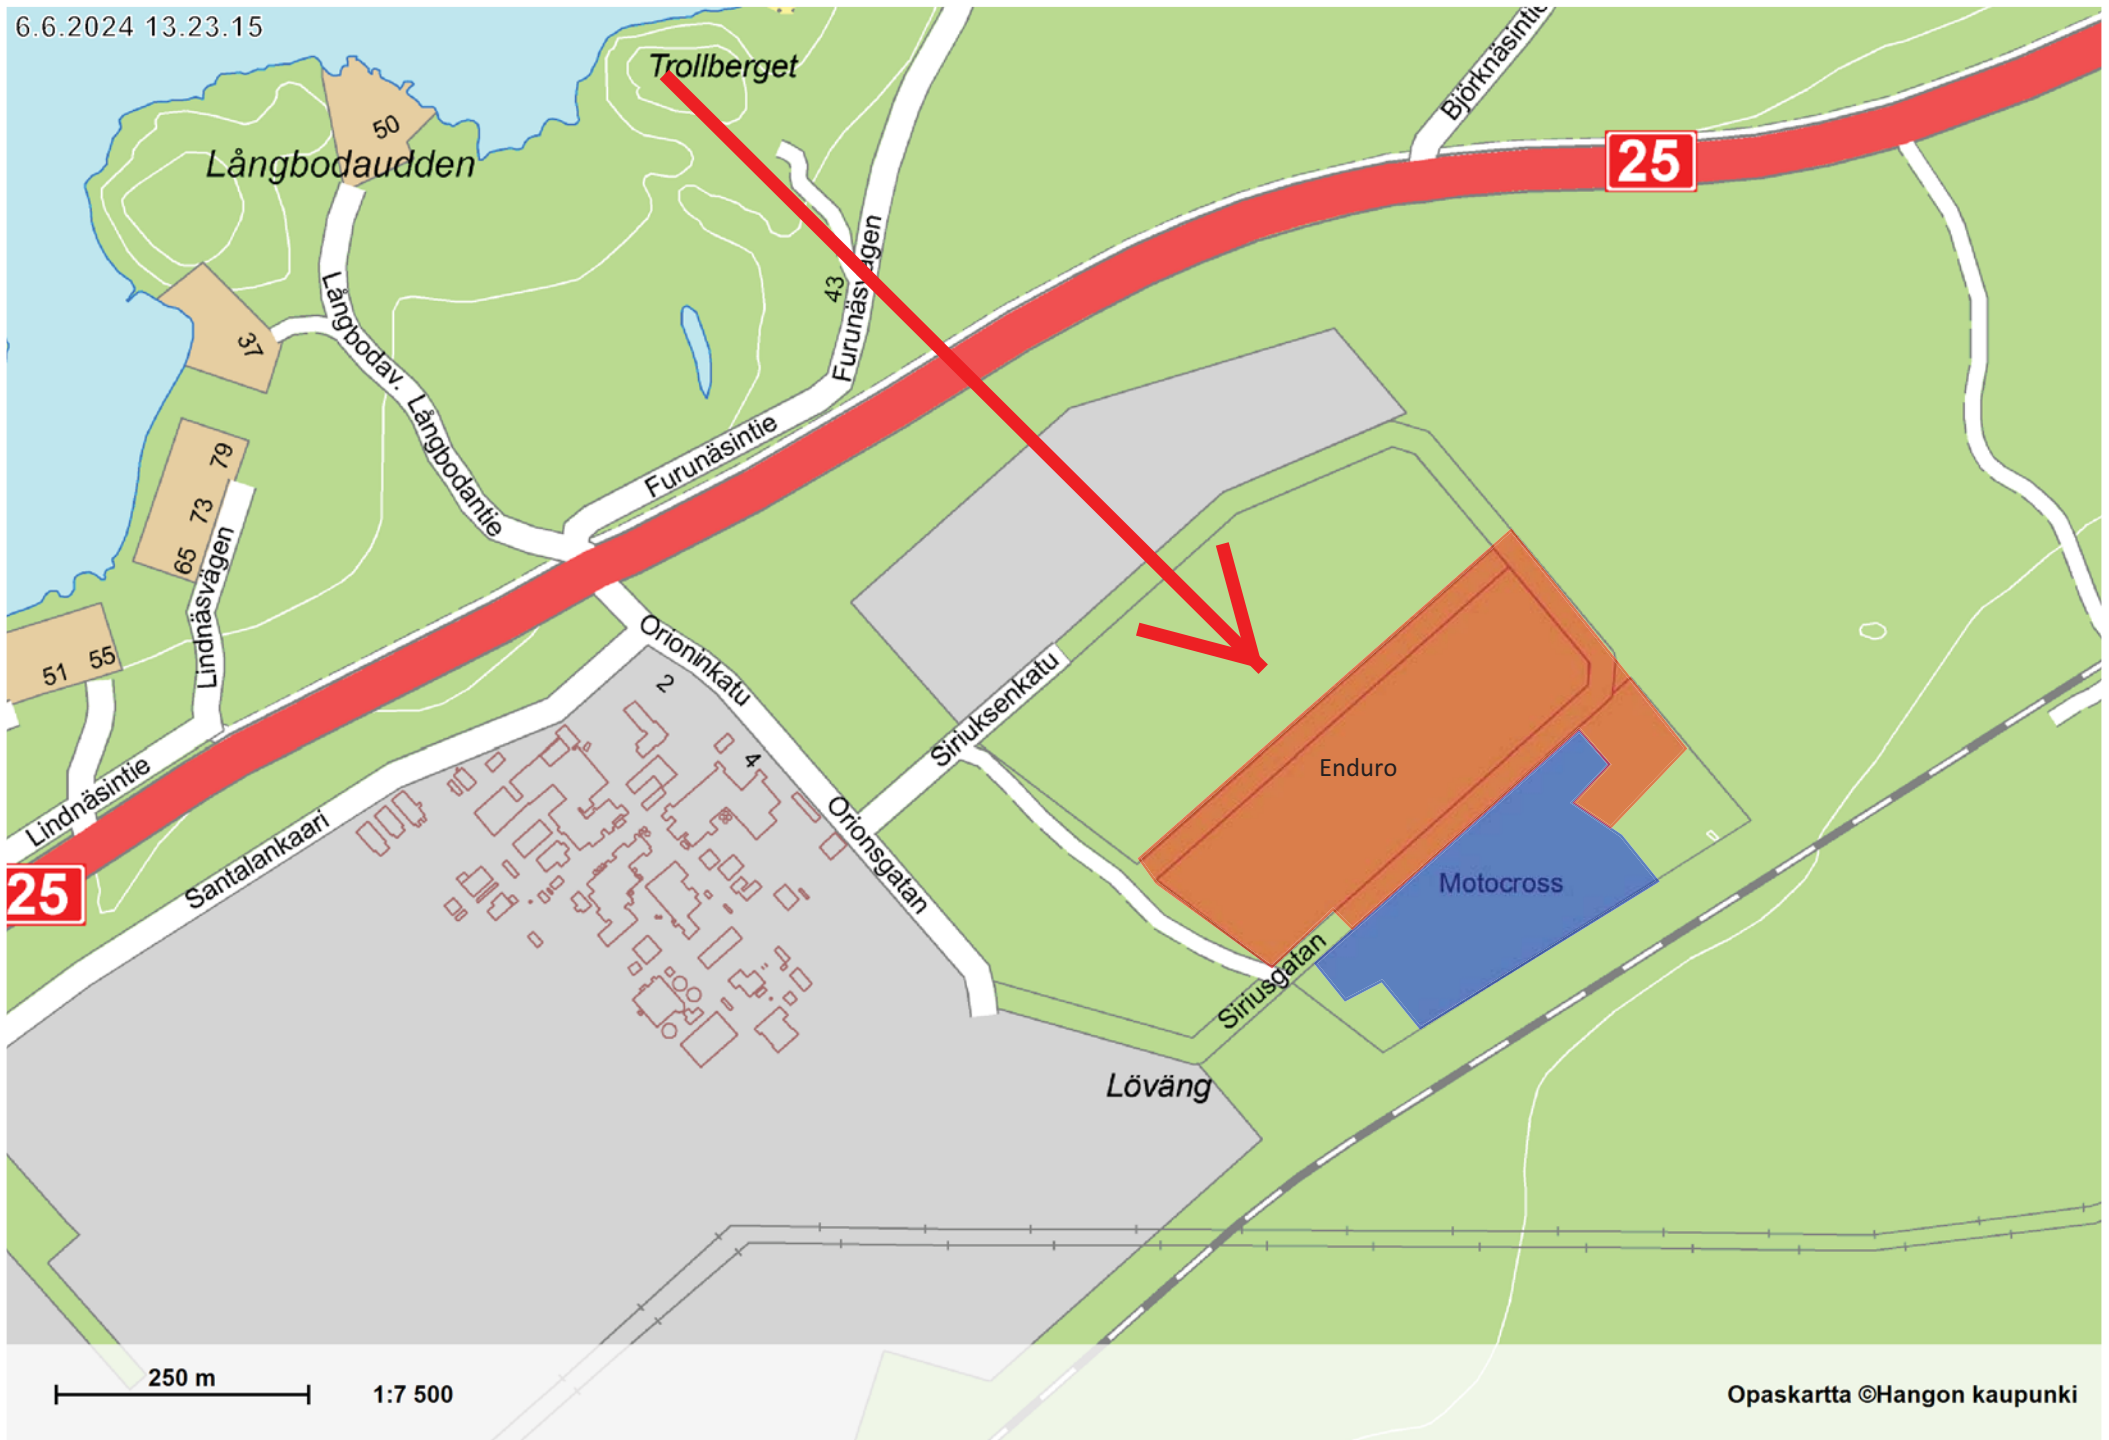 6.6.2024 13.23.15
Trollberget
Björknäsintie
50
Långbodaudden
25
Furunäsvägen
43
37
Långbodav.
Långbodantie
Furunäsintie
79
73
65
Lindnäsvägen
51
55
Orioninkatu
2
Siriuksenkatu
4
Lindnäsintie
Santalankaari
25
Orionsgatan
Enduro
Motocross
Siriusgatan
Löväng
250 m
1:7 500
Opaskartta ©Hangon kaupunki